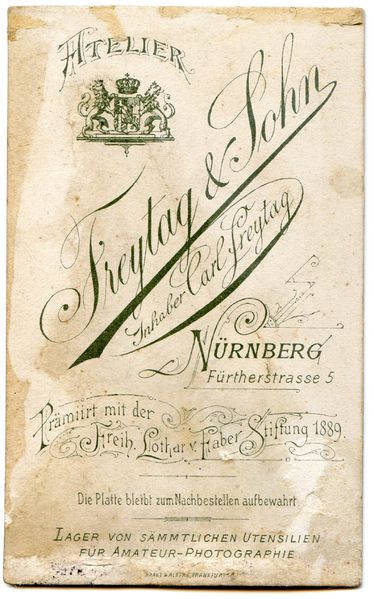 ATELIER
Freytag & Sohn
Inhaber Carl Freytag
NÜRNBERG
Fürtherstrasse 5
Prämiirt mit der
Freih. Lothar v. Faber Stiftung 1889.
Die Platte bleibt zum Nachbestellen aufbewahrt
LAGER VON SÄMMTLICHEN UTENSILIEN
FÜR AMATEUR-PHOTOGRAPHIE.